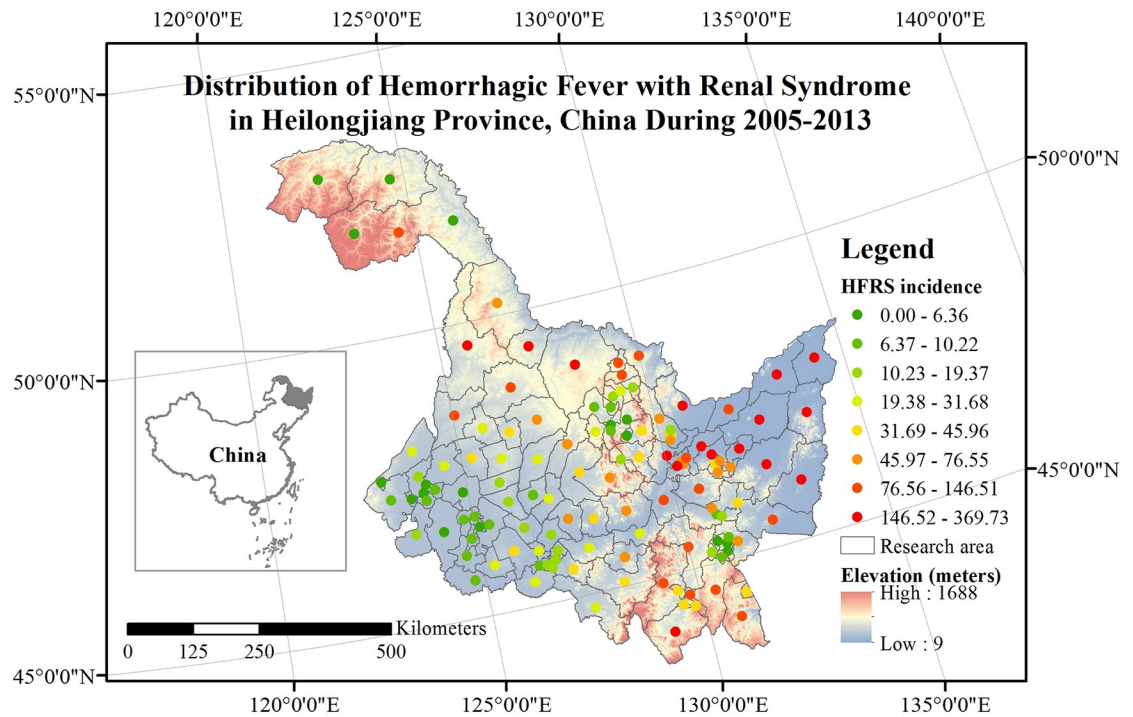 120°0'0"E 125°0'0"E 130°0'0"E 135°0'0"E 140°0'0"E
Distribution of Hemorrhagic Fever with Renal Syndrome
in Heilongjiang Province, China During 2005-2013
55°0'0"N
50°0'0"N
50°0'0"N
45°0'0"N
45°0'0"N
China
Legend
HFRS incidence
0.00 - 6.36
6.37 - 10.22
10.23 - 19.37
19.38 - 31.68
31.69 - 45.96
45.97 - 76.55
76.56 - 146.51
146.52 - 369.73
Research area
Elevation (meters)
High : 1688
Low : 9
Kilometers
0 125 250 500
120°0'0"E 125°0'0"E 130°0'0"E 135°0'0"E